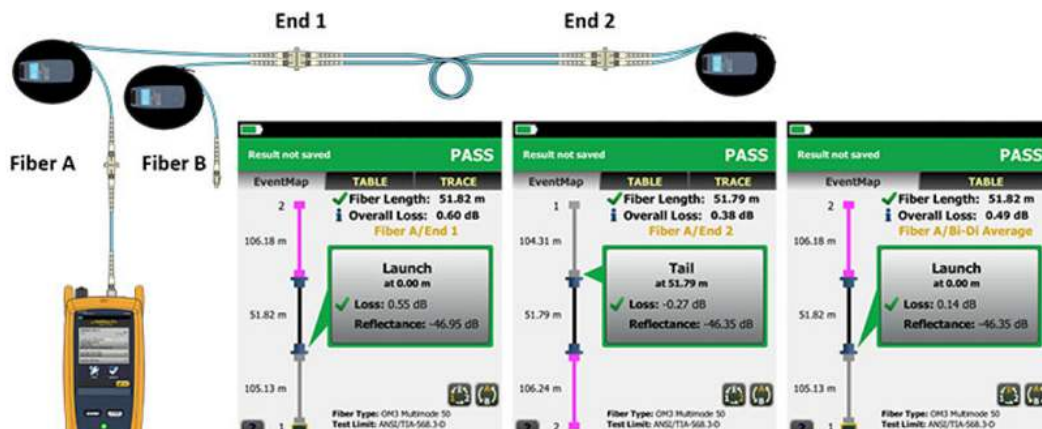 End 1
End 2
Fiber A
Fiber B
Result not saved PASS
EventMap TABLE TRACE
2
Fiber Length: 51.82 m
Overall Loss: 0.60 dB
Fiber A/End 1
106.18 m
Launch
at 0.00 m
Loss: 0.55 dB
Reflectance: -46.95 dB
51.82 m
105.13 m
Fiber Type: OM3 Multimode 50
Test Limit: ANSI/TIA-568.3-D
? 1
Result not saved PASS
EventMap TABLE TRACE
1
Fiber Length: 51.79 m
Overall Loss: 0.38 dB
Fiber A/End 2
104.31 m
Tail
at 51.79 m
Loss: -0.27 dB
Reflectance: -46.35 dB
51.79 m
106.24 m
Fiber Type: OM3 Multimode 50
Test Limit: ANSI/TIA-568.3-D
? 2
Result not saved PASS
EventMap TABLE
2
Fiber Length: 51.82 m
Overall Loss: 0.49 dB
Fiber A/Bi-Di Average
106.18 m
Launch
at 0.00 m
Loss: 0.14 dB
Reflectance: -46.35 dB
51.82 m
105.13 m
Fiber Type: OM3 Multimode 50
Test Limit: ANSI/TIA-568.3-D
? 1